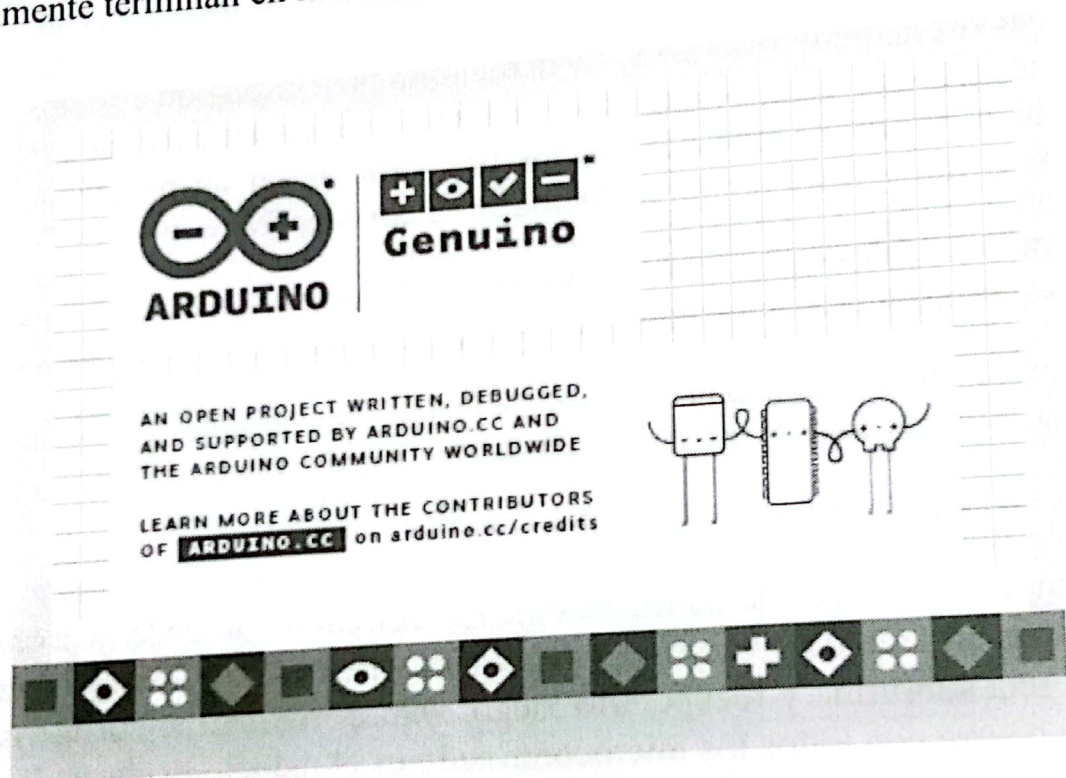 mente terminan en
ARDUINO
Genuino
AN OPEN PROJECT WRITTEN, DEBUGGED,
AND SUPPORTED BY ARDUINO.CC AND
THE ARDUINO COMMUNITY WORLDWIDE
LEARN MORE ABOUT THE CONTRIBUTORS
OF ARDUINO.CC on arduino.cc/credits